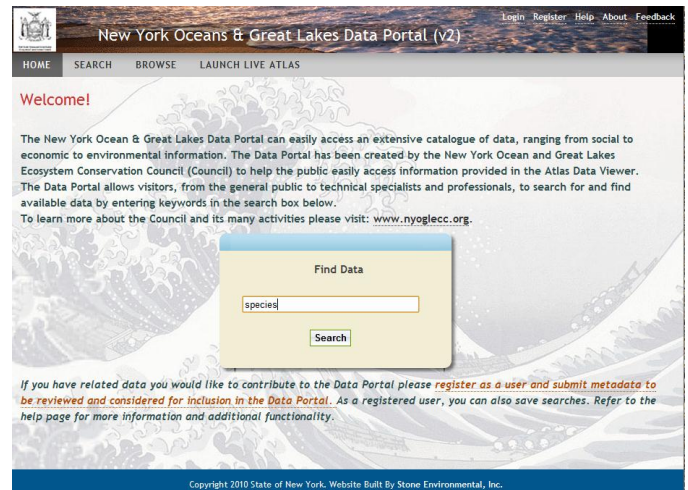 Login Register Help About Feedback
New York Oceans & Great Lakes Data Portal (v2)
HOME SEARCH BROWSE LAUNCH LIVE ATLAS
Welcome!
The New York Ocean & Great Lakes Data Portal can easily access an extensive catalogue of data, ranging from social to
economic to environmental information. The Data Portal has been created by the New York Ocean and Great Lakes
Ecosystem Conservation Council (Council) to help the public easily access information provided in the Atlas Data Viewer.
The Data Portal allows visitors, from the general public to technical specialists and professionals, to search for and find
available data by entering keywords in the search box below.
To learn more about the Council and its many activities please visit: www.nyoglecc.org.
Find Data
species
Search
If you have related data you would like to contribute to the Data Portal please register as a user and submit metadata to
be reviewed and considered for inclusion in the Data Portal. As a registered user, you can also save searches. Refer to the
help page for more information and additional functionality.
Copyright 2010 State of New York. Website Built By Stone Environmental, Inc.